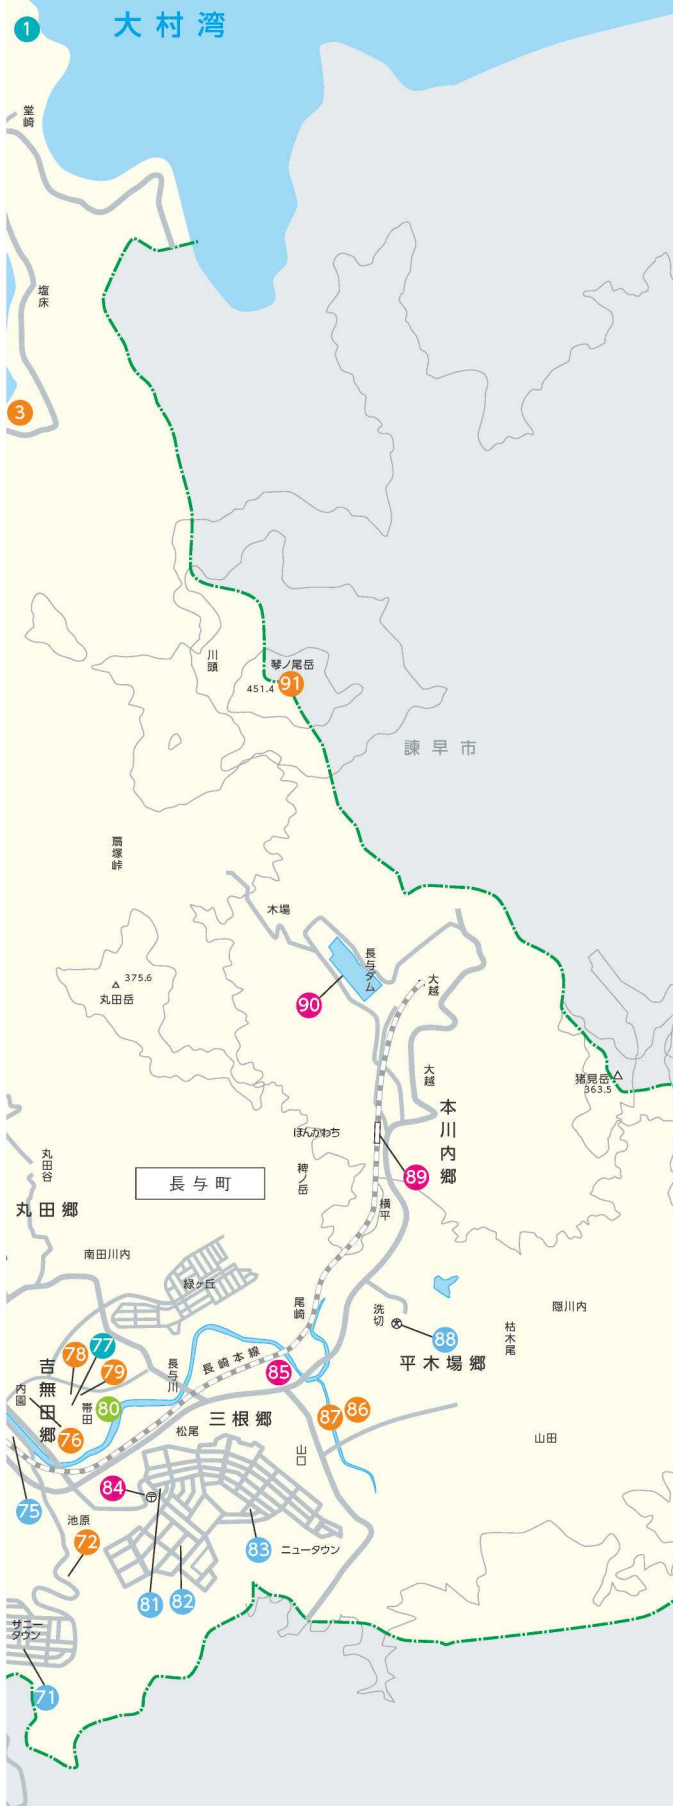 1
大村湾
堂崎
塩床
3
川頭
琴ノ尾岳
451.4
91
諫早市
扇塚峠
木場
長与ダム
375.6
丸田岳
90
大越
大越
猪見岳
363.5
本川内郷
ほんかわち
稗ノ岳
89
丸田谷
長与町
横平
丸田郷
南田川内
緑ヶ丘
尾崎
洗切
88
隠川内
枯木尾
平木場郷
77
78
79
長与川
長崎本線
85
吉無田郷
内園
帯田
80
76
松尾
三根郷
87
86
山口
山田
84
75
池原
72
83
ニュータウン
81
82
サニー
タウン
71